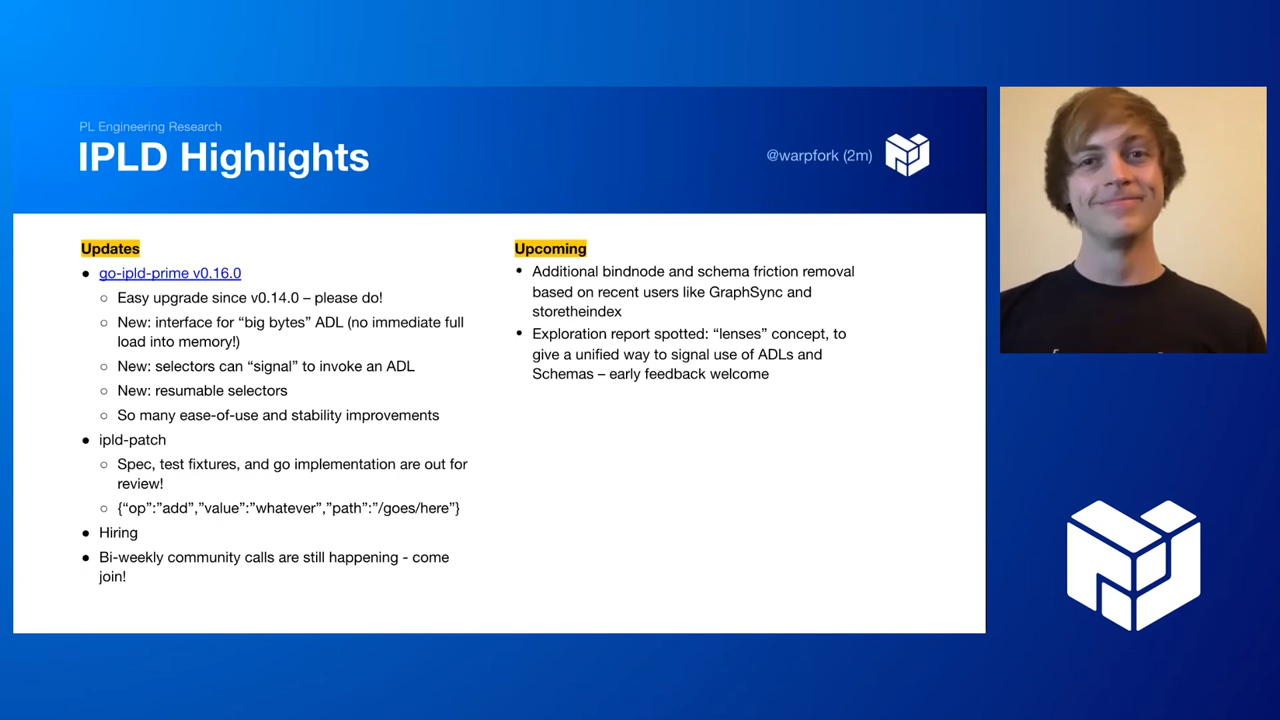 PL Engineering Research
IPLD Highlights
@warpfork (2m)
Updates
● go-ipld-prime v0.16.0
○ Easy upgrade since v0.14.0 – please do!
○ New: interface for “big bytes” ADL (no immediate full
load into memory!)
○ New: selectors can “signal” to invoke an ADL
○ New: resumable selectors
○ So many ease-of-use and stability improvements
● ipld-patch
○ Spec, test fixtures, and go implementation are out for
review!
○ {“op”:”add”,”value”:”whatever”,”path”:”/goes/here”}
● Hiring
● Bi-weekly community calls are still happening - come
join!
Upcoming
• Additional bindnode and schema friction removal
based on recent users like GraphSync and
storetheindex
• Exploration report spotted: “lenses” concept, to
give a unified way to signal use of ADLs and
Schemas – early feedback welcome